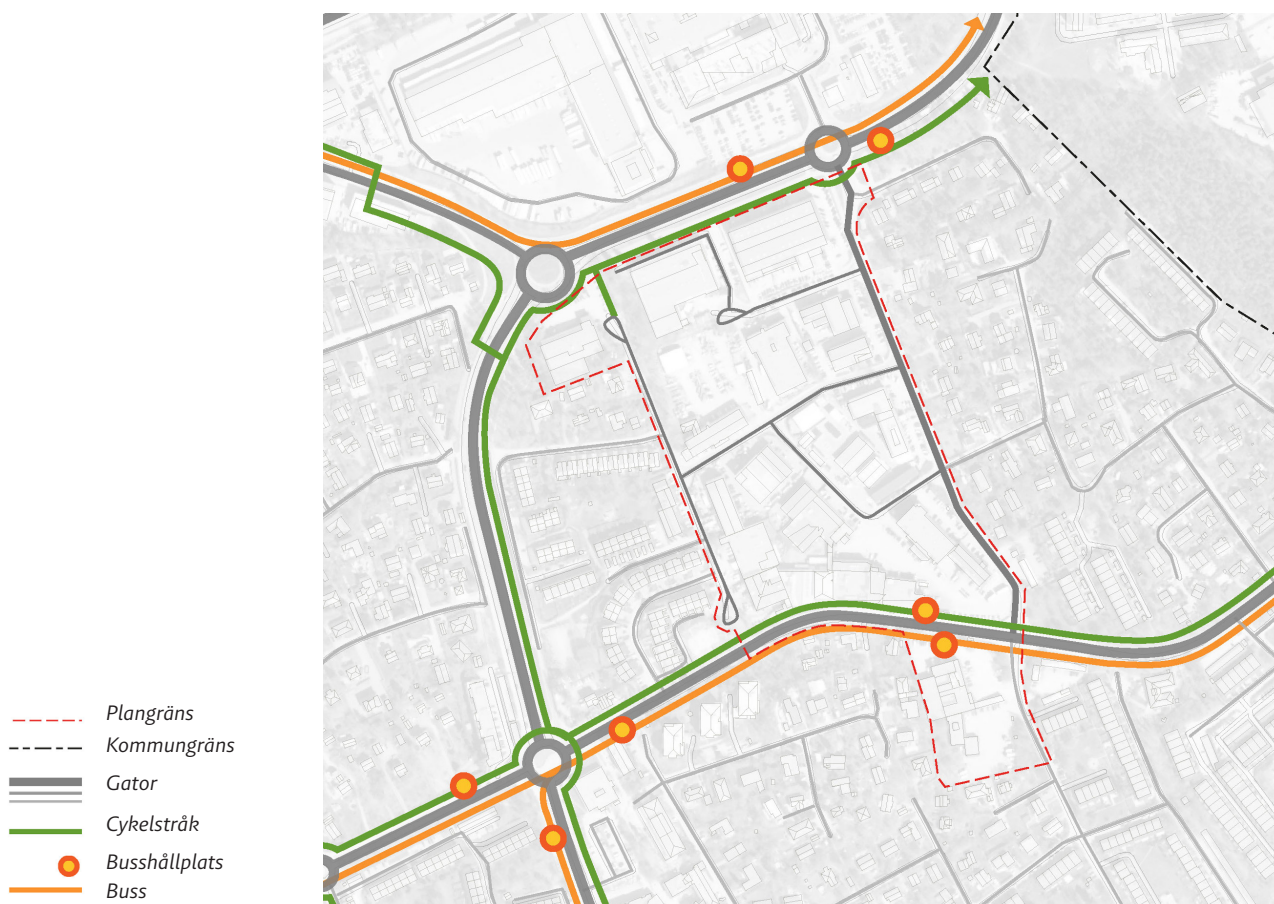 Plangräns
Kommungräns
Gator
Cykelstråk
Busshållplats
Buss